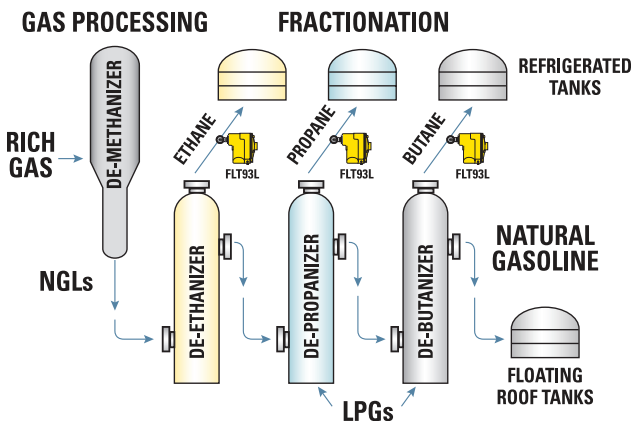 GAS PROCESSING
FRACTIONATION
REFRIGERATED
TANKS
RICH
GAS
DE-METHANIZER
ETHANE
FLT93L
PROPANE
FLT93L
BUTANE
FLT93L
NGLs
DE-ETHANIZER
DE-PROPANIZER
DE-BUTANIZER
NATURAL
GASOLINE
FLOATING
ROOF TANKS
LPGs